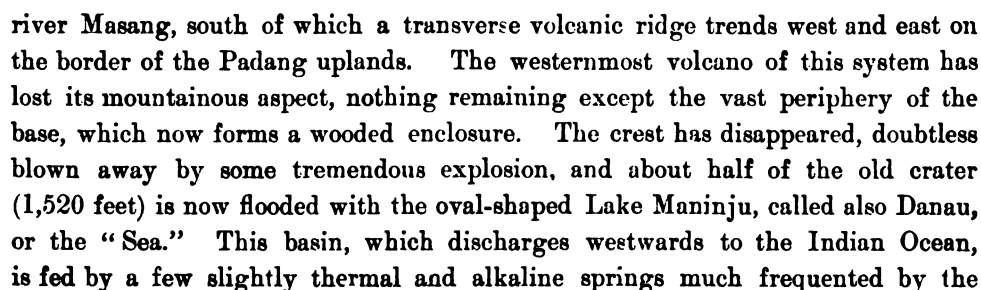 river Masang, south of which a transverse volcanic ridge trends west and east on
the border of the Padang uplands. The westernmost volcano of this system has
lost its mountainous aspect, nothing remaining except the vast periphery of the
base, which now forms a wooded enclosure. The crest has disappeared, doubtless
blown away by some tremendous explosion, and about half of the old crater
(1,520 feet) is now flooded with the oval-shaped Lake Maninju, called also Danau,
or the “ Sea.” This basin, which discharges westwards to the Indian Ocean,
is fed by a few slightly thermal and alkaline springs much frequented by the